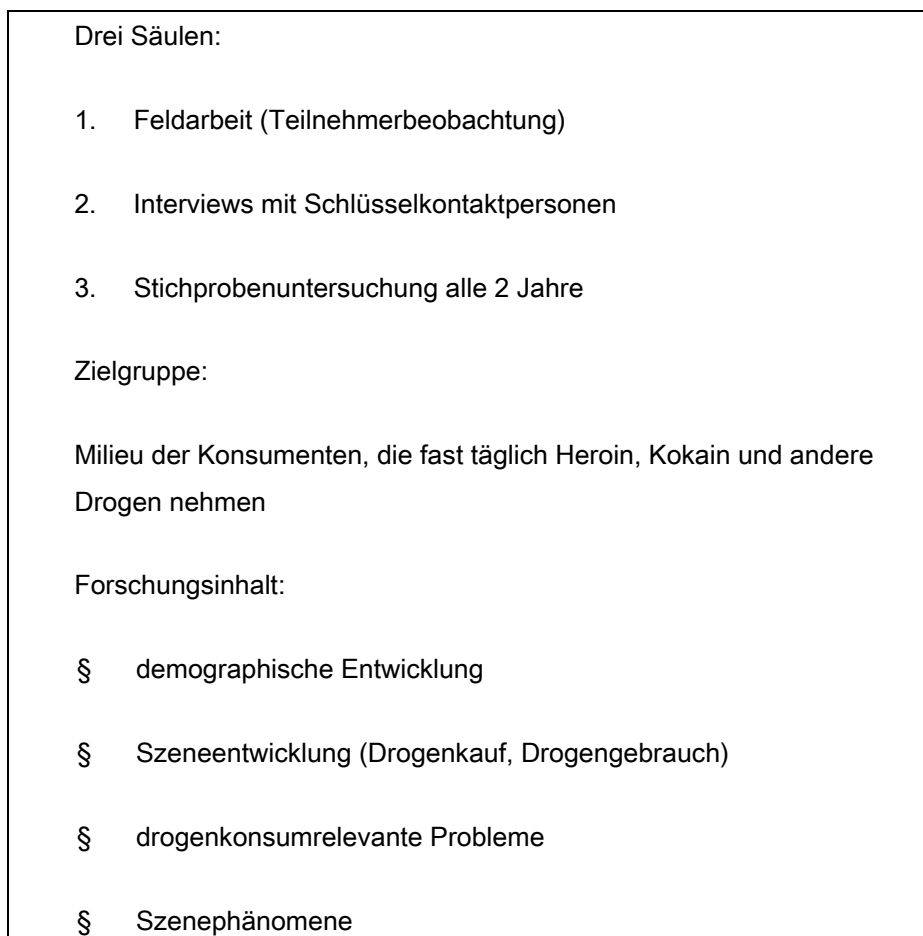 Drei Säulen:
1. Feldarbeit (Teilnehmerbeobachtung)
2. Interviews mit Schlüsselkontaktpersonen
3. Stichprobenuntersuchung alle 2 Jahre
Zielgruppe:
Milieu der Konsumenten, die fast täglich Heroin, Kokain und andere
Drogen nehmen
Forschungsinhalt:
§ demographische Entwicklung
§ Szeneentwicklung (Drogenkauf, Drogengebrauch)
§ drogenkonsumrelevante Probleme
§ Szenephänomene